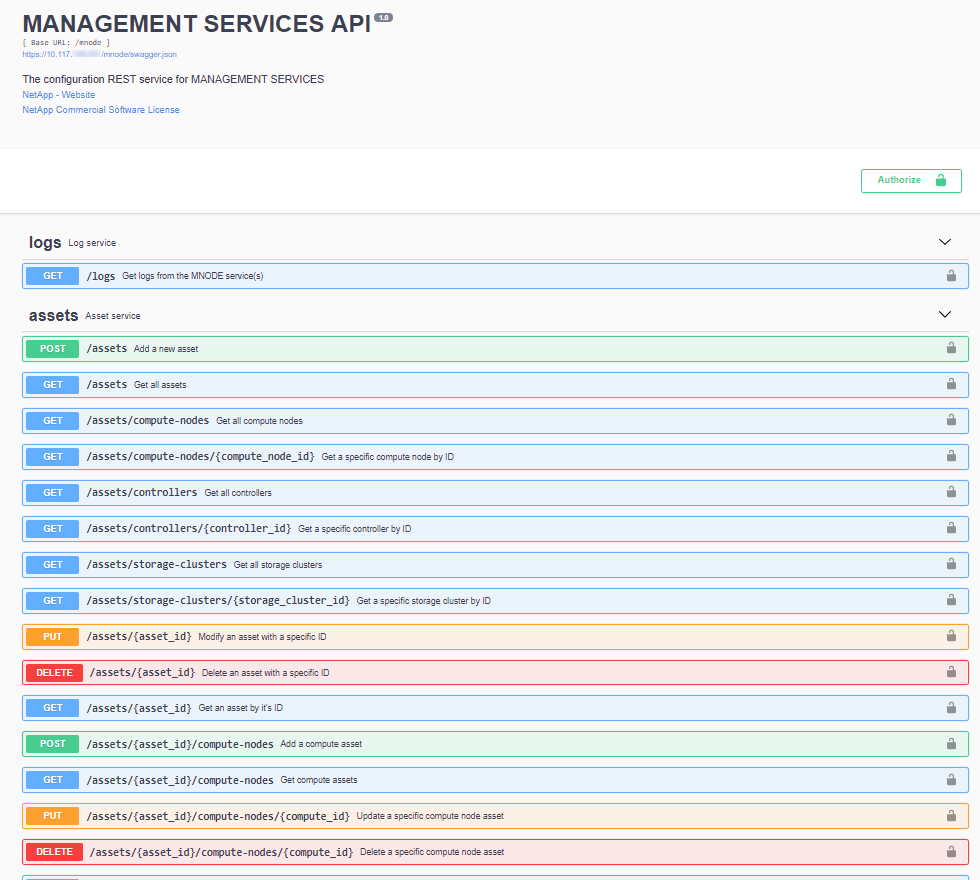 MANAGEMENT SERVICES API 1.0
[ Base URL: /mnode ]
https://10.117. /mnode/swagger.json
The configuration REST service for MANAGEMENT SERVICES
NetApp - Website
NetApp Commercial Software License
Authorize
logs Log service
GET /logs Get logs from the MNODE service(s)
assets Asset service
POST /assets Add a new asset
GET /assets Get all assets
GET /assets/compute-nodes Get all compute nodes
GET /assets/compute-nodes/{compute_node_id} Get a specific compute node by ID
GET /assets/controllers Get all controllers
GET /assets/controllers/{controller_id} Get a specific controller by ID
GET /assets/storage-clusters Get all storage clusters
GET /assets/storage-clusters/{storage_cluster_id} Get a specific storage cluster by ID
PUT /assets/{asset_id} Modify an asset with a specific ID
DELETE /assets/{asset_id} Delete an asset with a specific ID
GET /assets/{asset_id} Get an asset by it's ID
POST /assets/{asset_id}/compute-nodes Add a compute asset
GET /assets/{asset_id}/compute-nodes Get compute assets
PUT /assets/{asset_id}/compute-nodes/{compute_id} Update a specific compute node asset
DELETE /assets/{asset_id}/compute-nodes/{compute_id} Delete a specific compute node asset